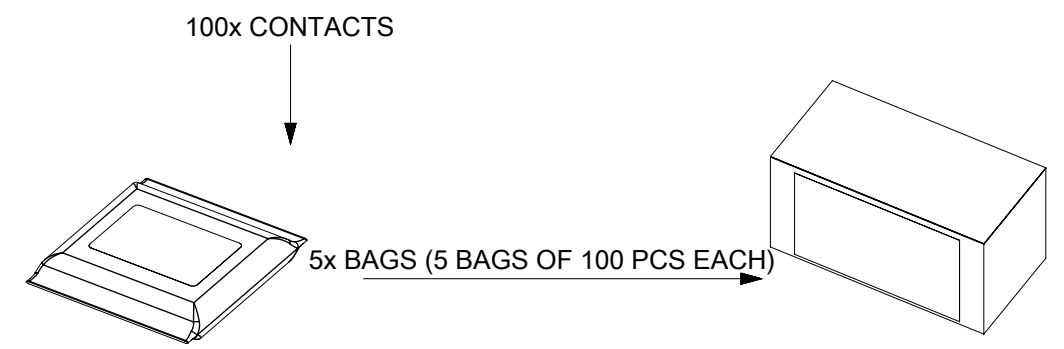 100x CONTACTS
5x BAGS (5 BAGS OF 100 PCS EACH)